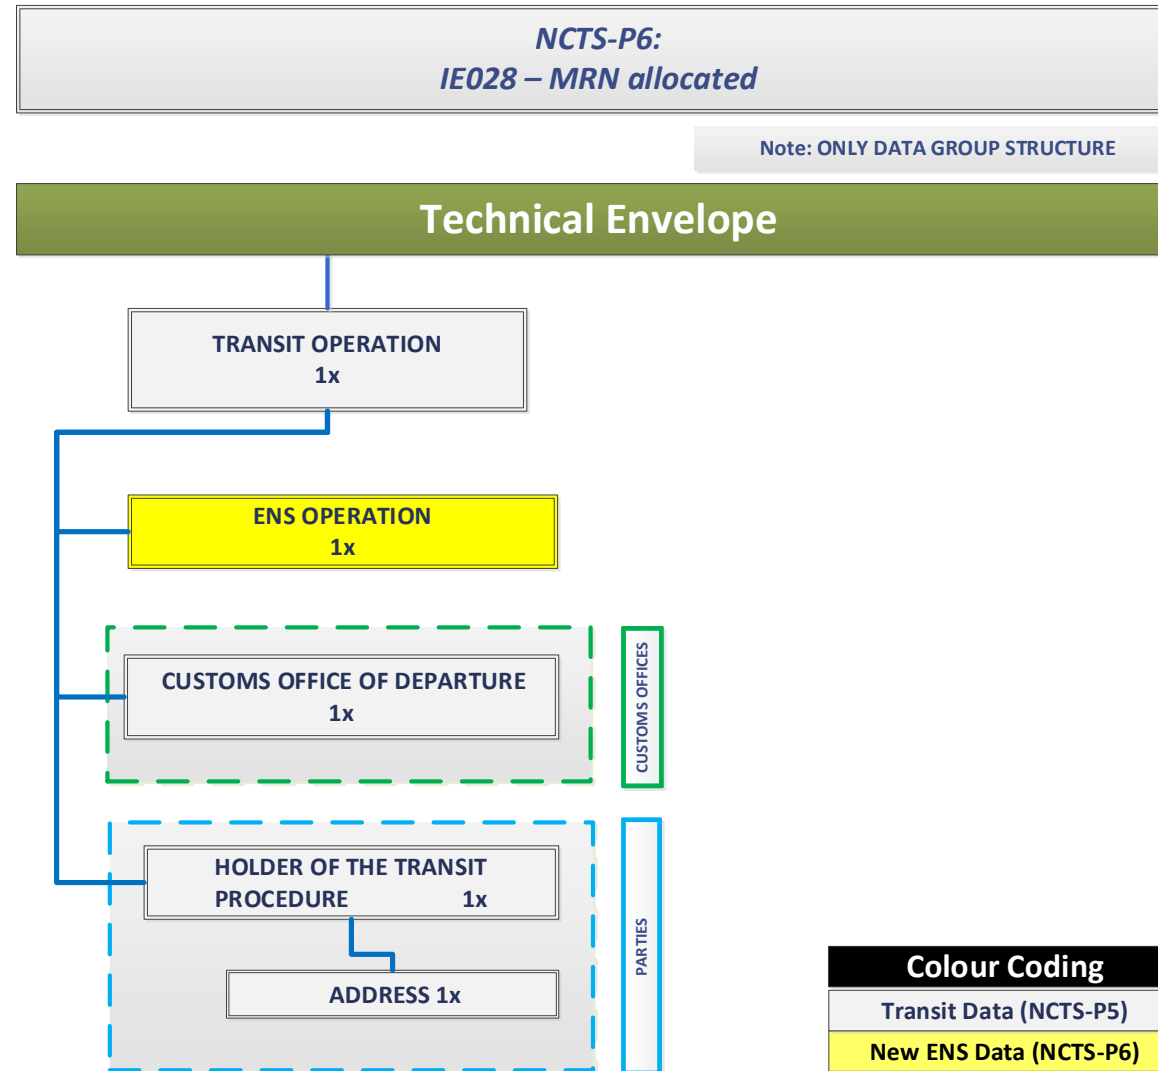 NCTS-P6:
IE028 – MRN allocated
Note: ONLY DATA GROUP STRUCTURE
Technical Envelope
TRANSIT OPERATION
1x
ENS OPERATION
1x
CUSTOMS OFFICE OF DEPARTURE
1x
CUSTOMS OFFICES
HOLDER OF THE TRANSIT
PROCEDURE 1x
ADDRESS 1x
PARTIES
Colour Coding
Transit Data (NCTS-P5)
New ENS Data (NCTS-P6)